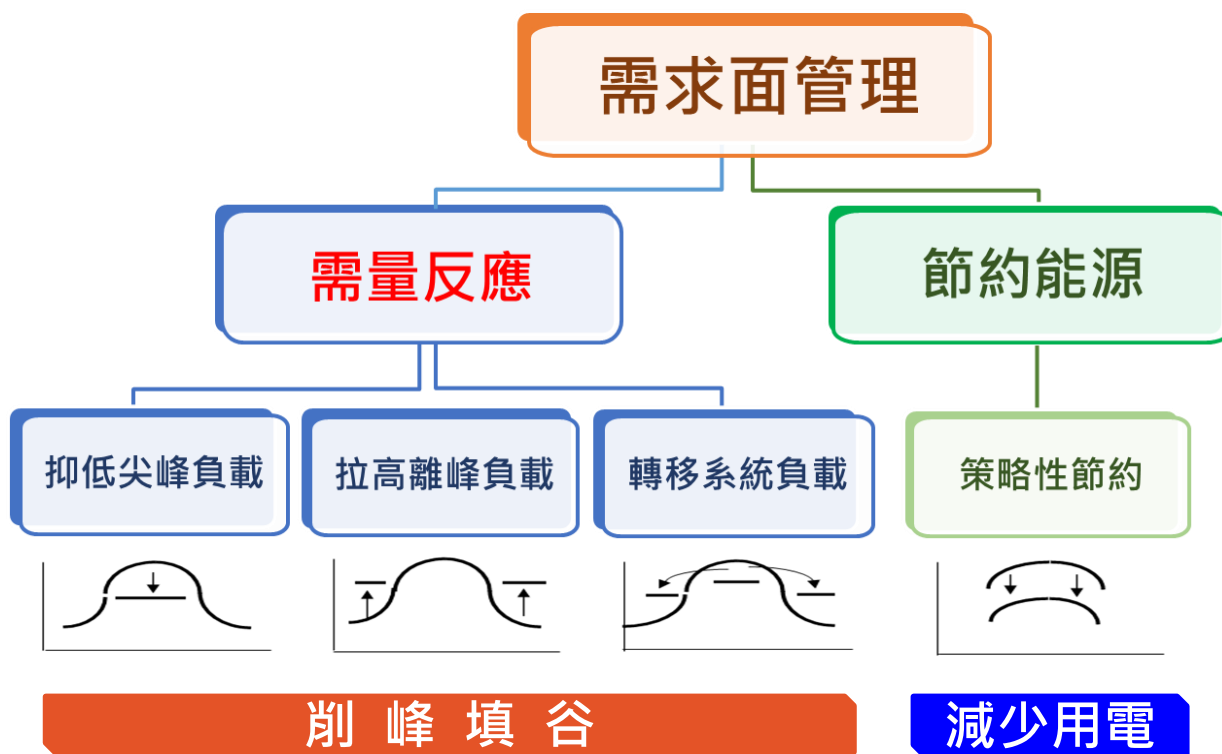 需求面管理
需量反應
節約能源
抑低尖峰負載
拉高離峰負載
轉移系統負載
策略性節約
削峰填谷
減少用電